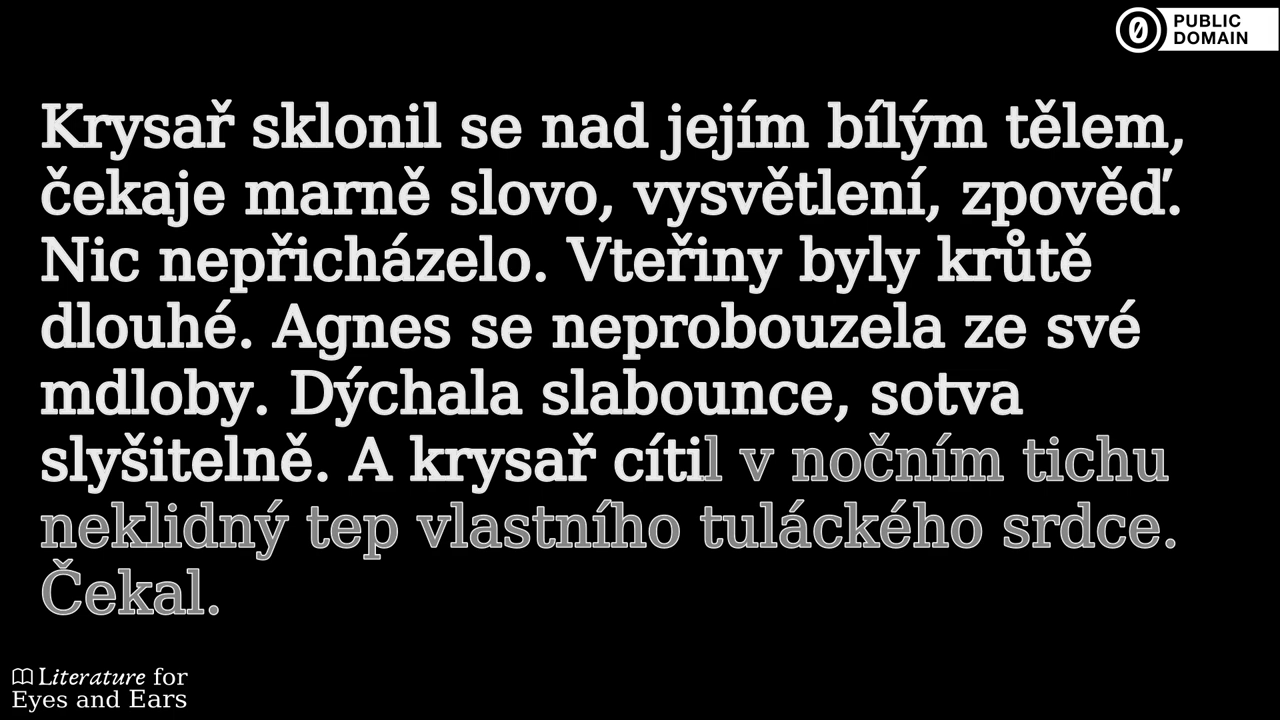 PUBLIC
DOMAIN
Krysař sklonil se nad jejím bílým tělem,
čekaje marně slovo, vysvětlení, zpověď.
Nic nepřicházelo. Vteřiny byly krůtě
dlouhé. Agnes se neprobouzela ze své
mdloby. Dýchala slabounce, sotva
slyšitelně. A krysař cítil v nočním tichu
neklidný tep vlastního tuláckého srdce.
Čekal.
Literature for
Eyes and Ears